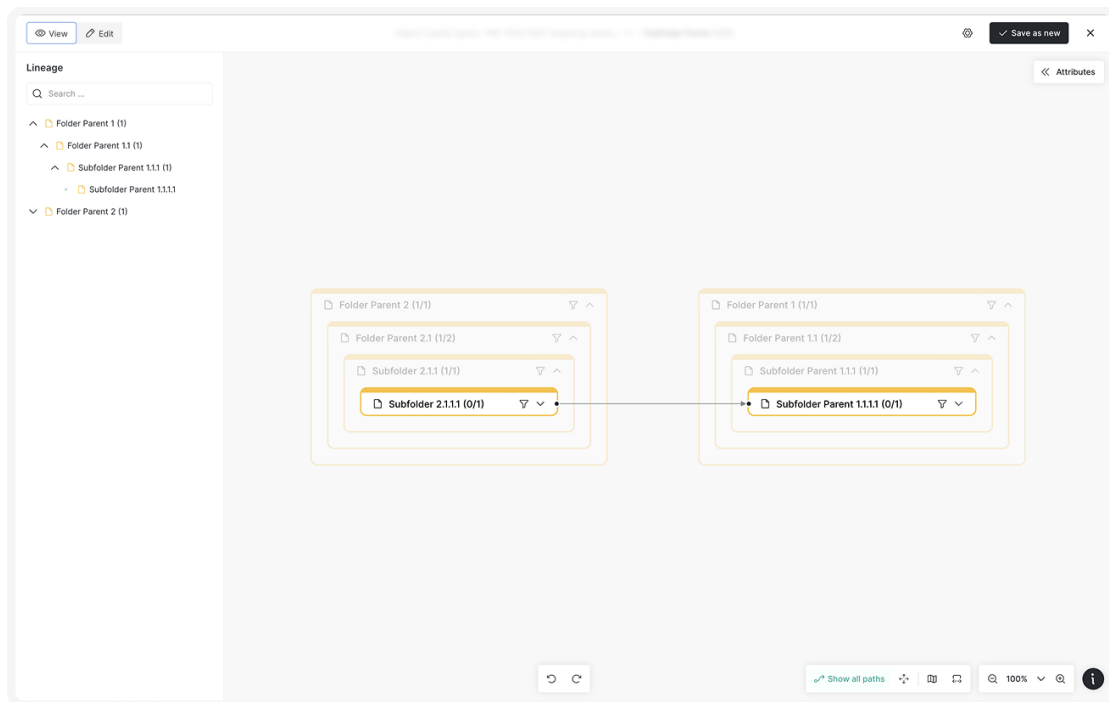 View
Edit
Save as new
Lineage
Search ...
Attributes
Folder Parent 1 (1)
Folder Parent 1.1 (1)
Subfolder Parent 1.1.1 (1)
Subfolder Parent 1.1.1.1
Folder Parent 2 (1)
Folder Parent 2 (1/1)
Folder Parent 2.1 (1/2)
Subfolder 2.1.1 (1/1)
Subfolder 2.1.1.1 (0/1)
Folder Parent 1 (1/1)
Folder Parent 1.1 (1/2)
Subfolder Parent 1.1.1 (1/1)
Subfolder Parent 1.1.1.1 (0/1)
Show all paths
100%